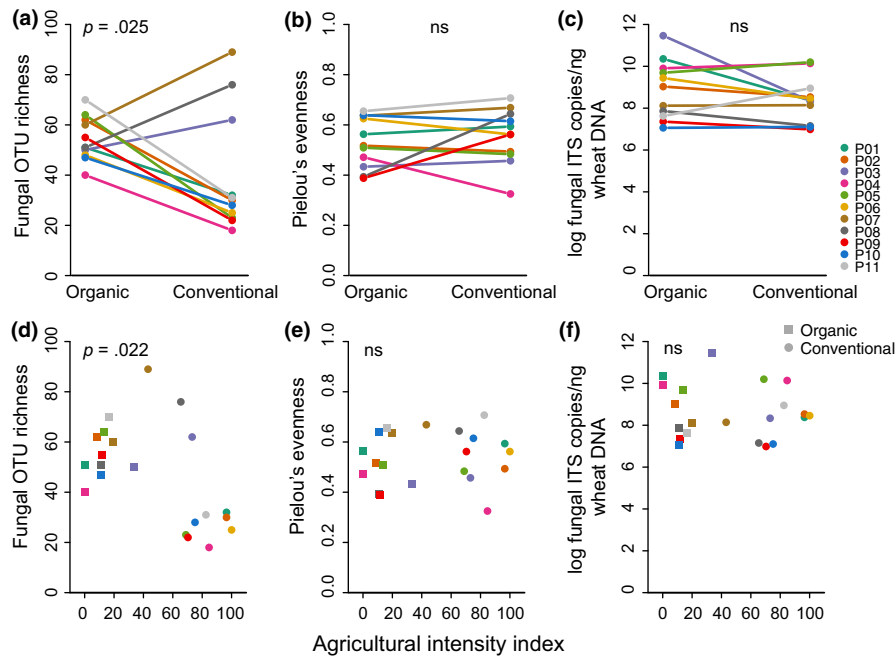 (a) p = .025
Fungal OTU richness
100
80
60
40
20
0
Organic Conventional
(b) ns
Pielou's evenness
1.0
0.8
0.6
0.4
0.2
0.0
Organic Conventional
(c) ns
log fungal ITS copies/ng
wheat DNA
12
10
8
6
4
2
0
Organic Conventional
P01
P02
P03
P04
P05
P06
P07
P08
P09
P10
P11
(d) p = .022
Fungal OTU richness
100
80
60
40
20
0
0 20 40 60 80 100
(e) ns
Pielou's evenness
1.0
0.8
0.6
0.4
0.2
0.0
0 20 40 60 80 100
(f) ns
Organic
Conventional
log fungal ITS copies/ng
wheat DNA
12
10
8
6
4
2
0
0 20 40 60 80 100
Agricultural intensity index